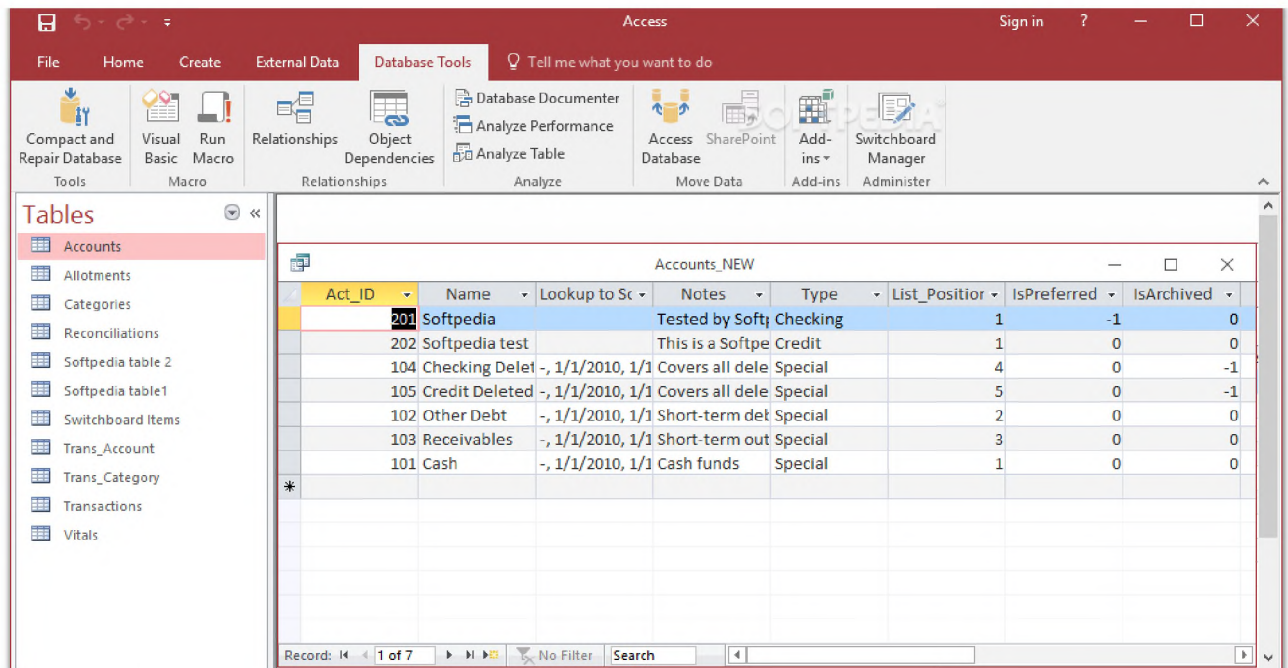 Access
Sign in ?
File Home Create External Data Database Tools Tell me what you want to do
Compact and Repair Database
Visual Basic
Run Macro
Relationships
Object Dependencies
Database Documenter
Analyze Performance
Analyze Table
Access Database
SharePoint
Add-ins
Switchboard Manager
SOFTPEDIA
Tools Macro Relationships Analyze Move Data Add-ins Administer
Tables
Accounts
Allotments
Categories
Reconciliations
Softpedia table 2
Softpedia table1
Switchboard Items
Trans_Account
Trans_Category
Transactions
Vitals
Accounts_NEW
Act_ID Name Lookup to Sc Notes Type List_Position IsPreferred IsArchived
201 Softpedia Tested by Softp Checking 1 -1 0
202 Softpedia test This is a Softpe Credit 1 0 0
104 Checking Delet -, 1/1/2010, 1/1 Covers all dele Special 4 0 -1
105 Credit Deleted -, 1/1/2010, 1/1 Covers all dele Special 5 0 -1
102 Other Debt -, 1/1/2010, 1/1 Short-term deb Special 2 0 0
103 Receivables -, 1/1/2010, 1/1 Short-term out Special 3 0 0
101 Cash -, 1/1/2010, 1/1 Cash funds Special 1 0 0
*
Record: 1 of 7 No Filter Search